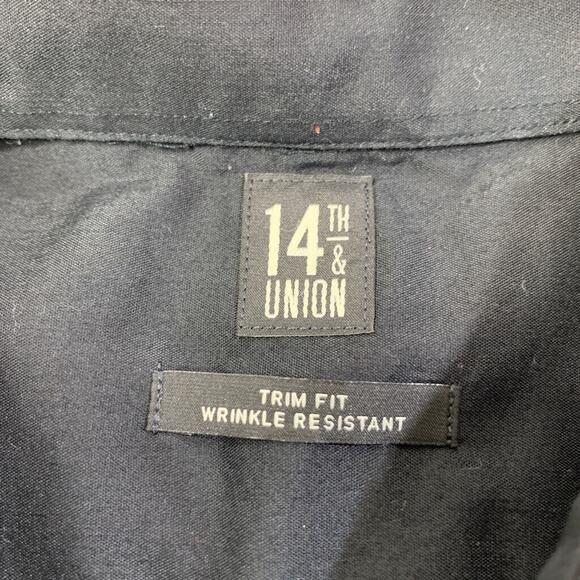 14TH
&
UNION
TRIM FIT
WRINKLE RESISTANT